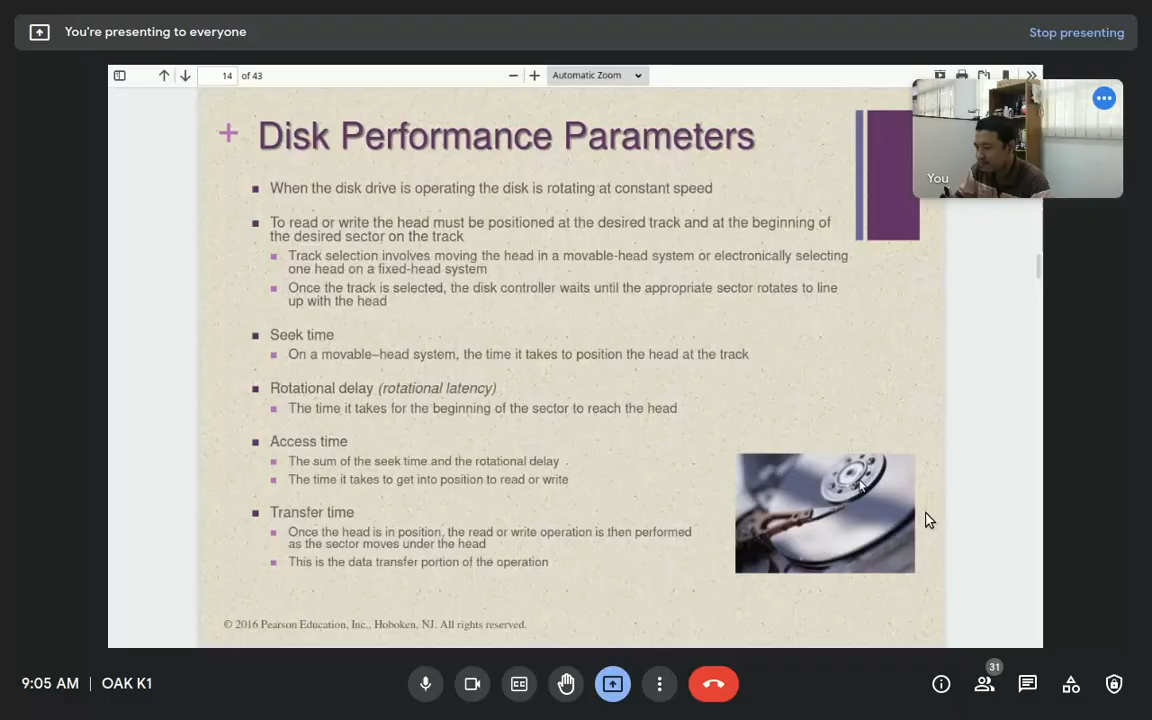 You're presenting to everyone
Stop presenting
14 of 43
Automatic Zoom
You
+ Disk Performance Parameters
When the disk drive is operating the disk is rotating at constant speed
To read or write the head must be positioned at the desired track and at the beginning of
the desired sector on the track
Track selection involves moving the head in a movable-head system or electronically selecting
one head on a fixed-head system
Once the track is selected, the disk controller waits until the appropriate sector rotates to line
up with the head
Seek time
On a movable–head system, the time it takes to position the head at the track
Rotational delay (rotational latency)
The time it takes for the beginning of the sector to reach the head
Access time
The sum of the seek time and the rotational delay
The time it takes to get into position to read or write
Transfer time
Once the head is in position, the read or write operation is then performed
as the sector moves under the head
This is the data transfer portion of the operation
© 2016 Pearson Education, Inc., Hoboken, NJ. All rights reserved.
9:05 AM | OAK K1
CC
31